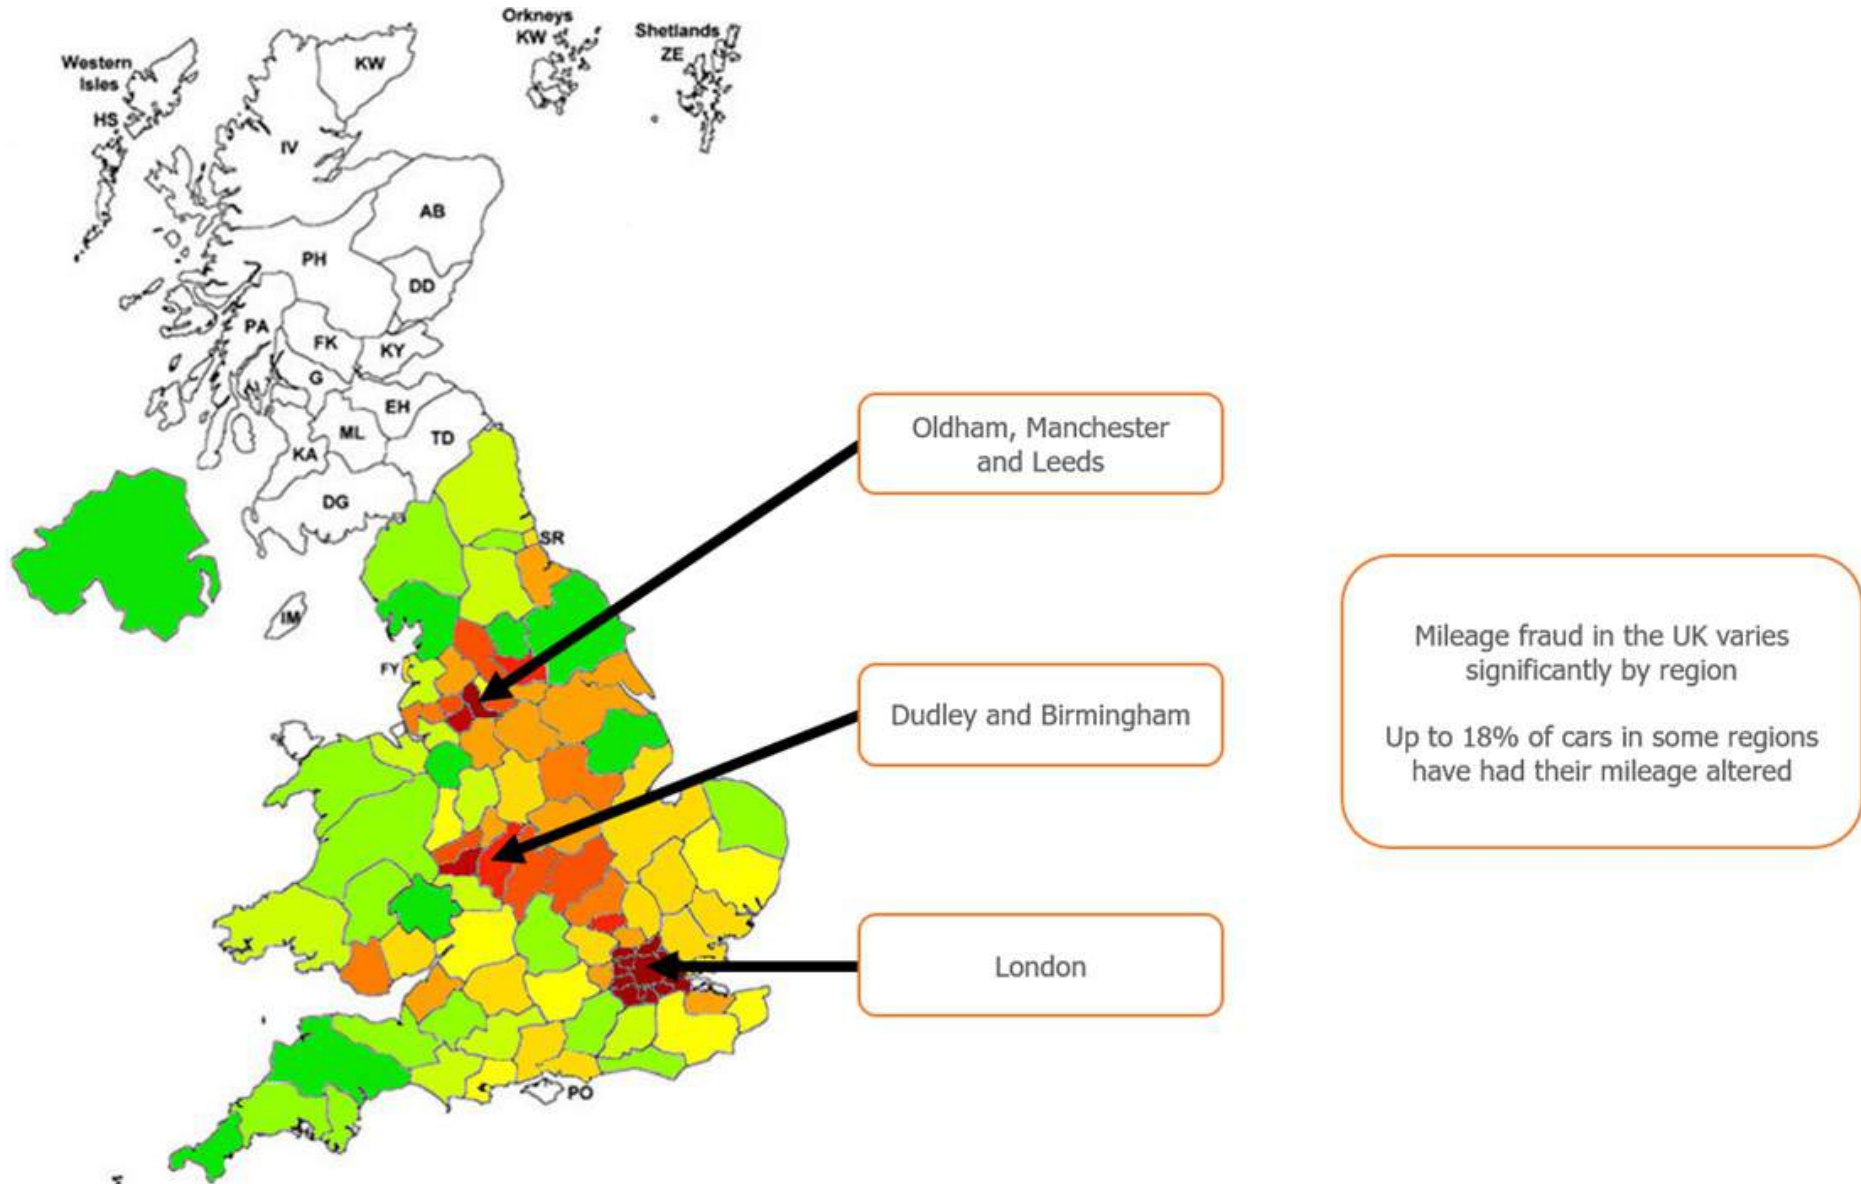 Orkneys
KW
Shetlands
ZE
Western
Isles
HS
KW
IV
AB
PH
DD
PA
FK
KY
G
EH
ML
TD
KA
DG
SR
IM
FY
PO
Oldham, Manchester
and Leeds
Dudley and Birmingham
London
Mileage fraud in the UK varies
significantly by region
Up to 18% of cars in some regions
have had their mileage altered